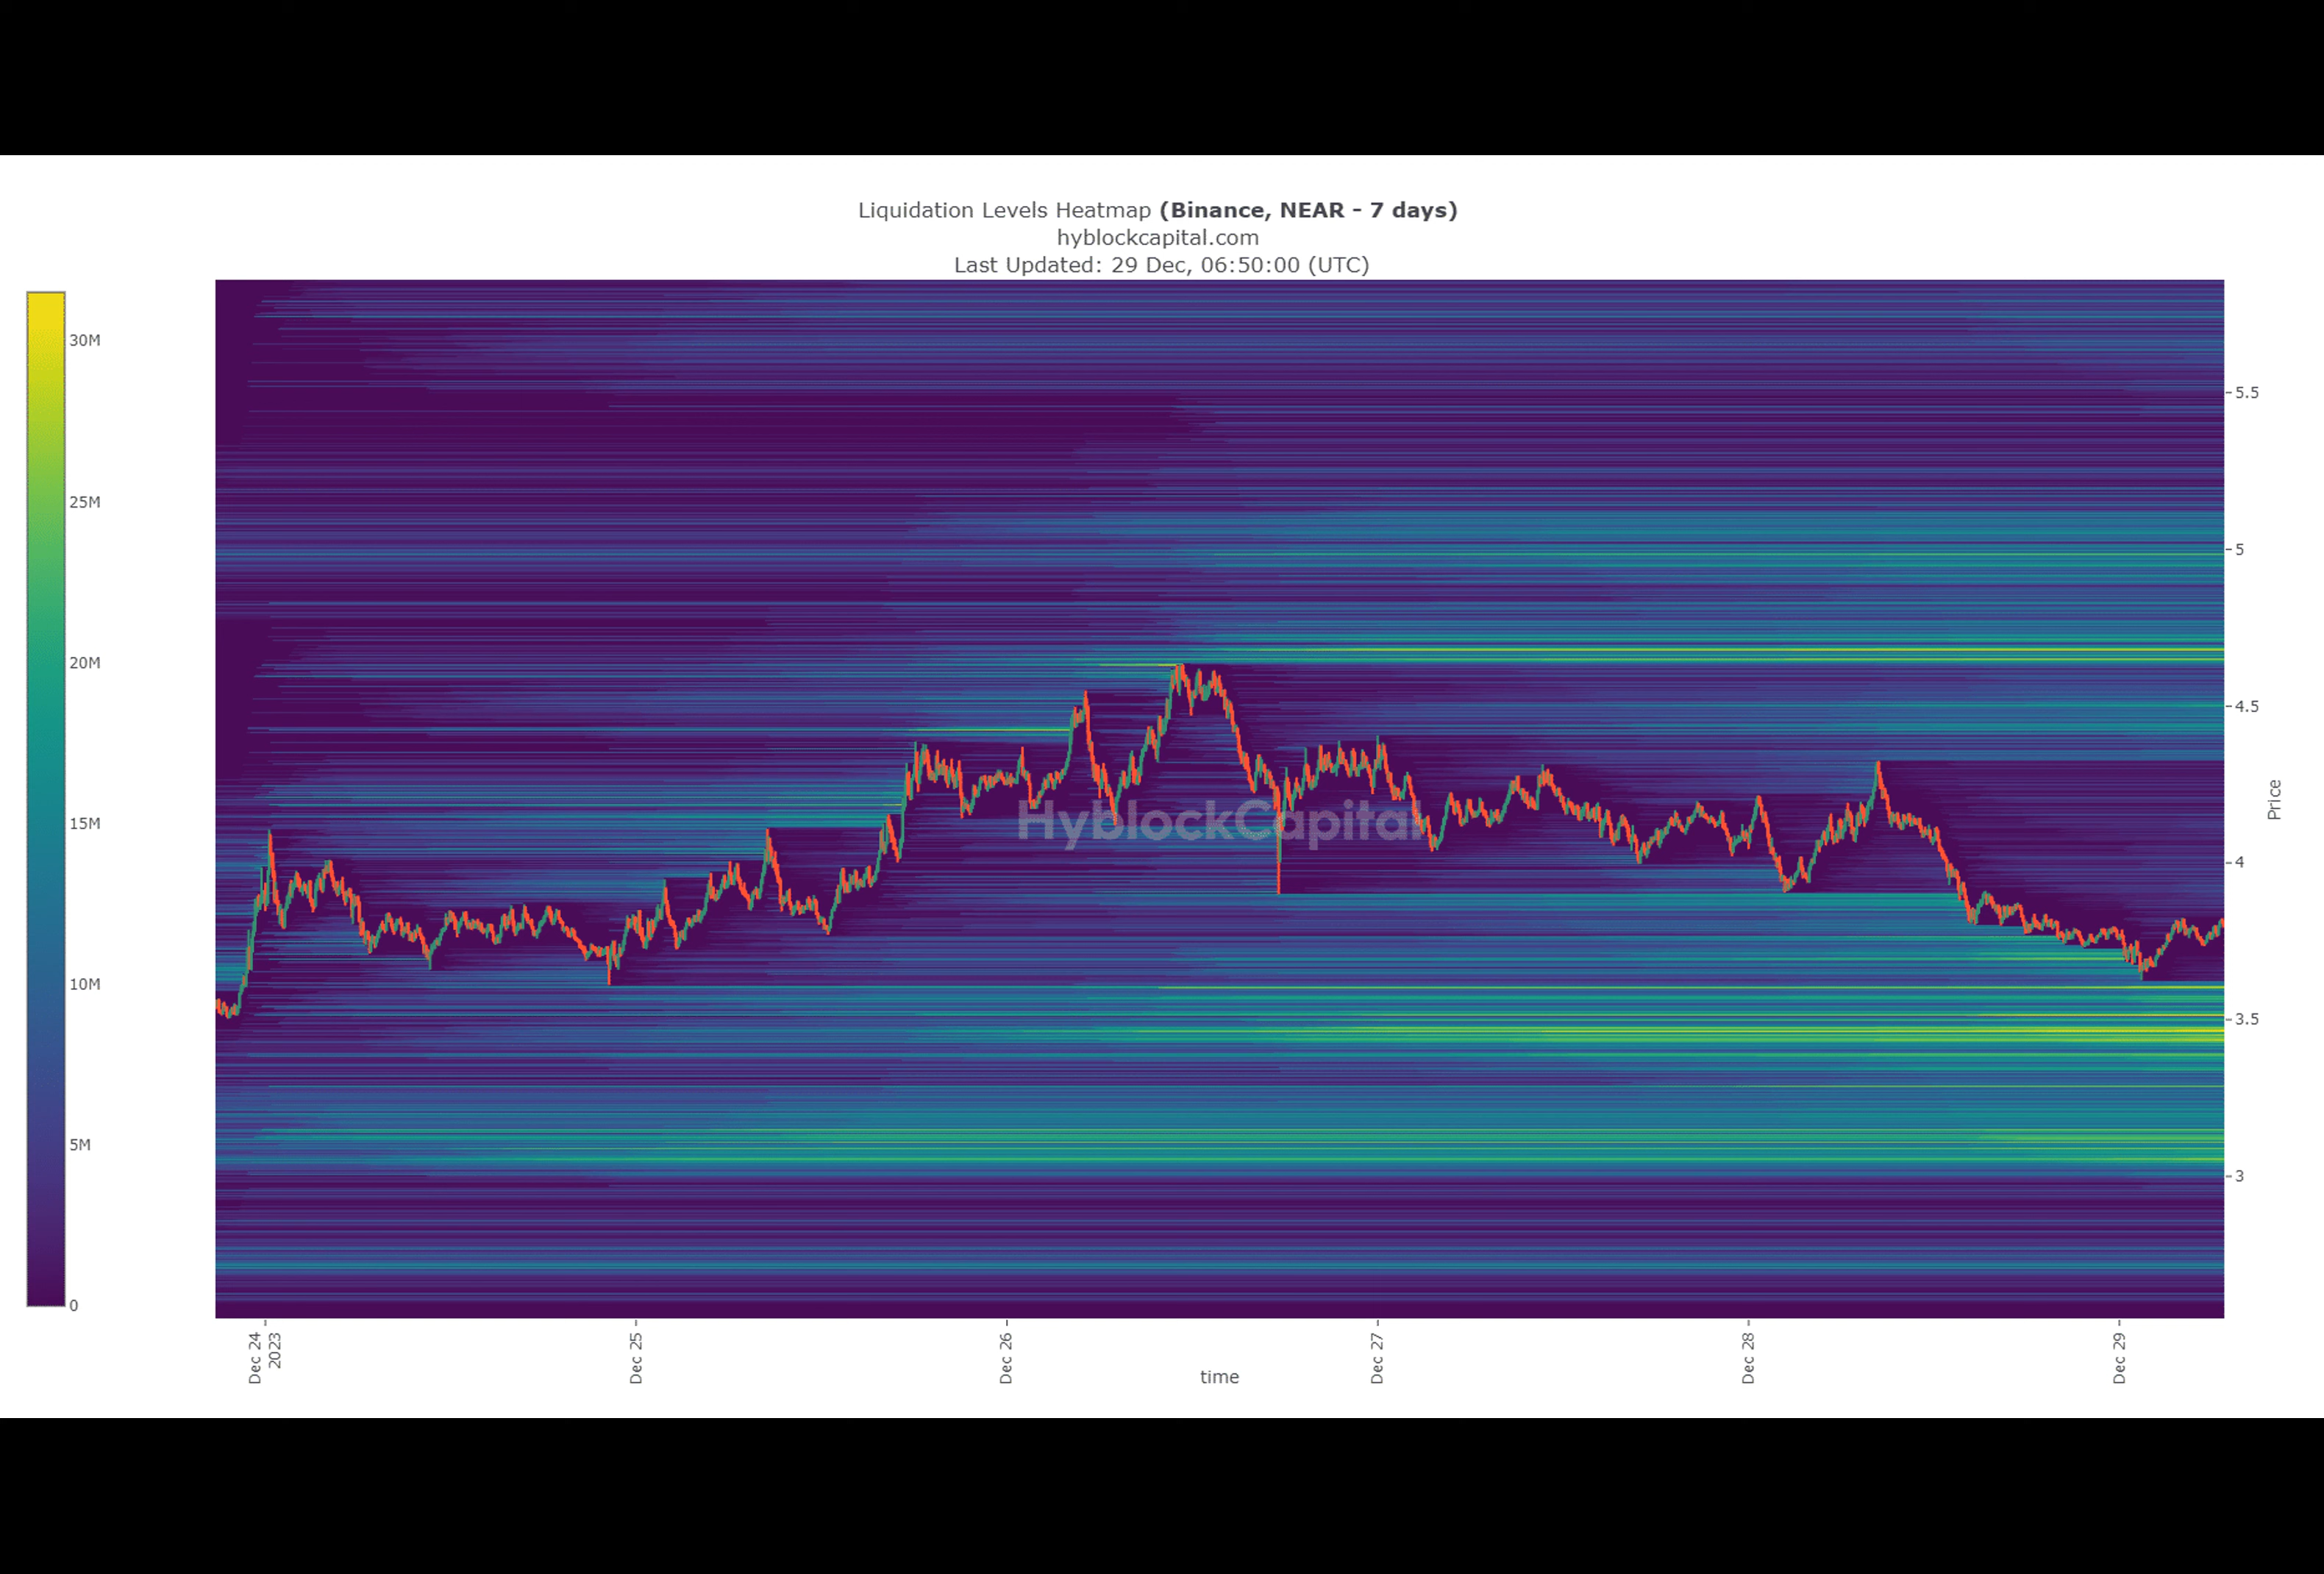 Liquidation Levels Heatmap (Binance, NEAR - 7 days)
hyblockcapital.com
Last Updated: 29 Dec, 06:50:00 (UTC)
30M
25M
20M
15M
10M
5M
0
5.5
5
4.5
4
3.5
3
Price
HyblockCapital
Dec 24
2023
Dec 25
Dec 26
Dec 27
Dec 28
Dec 29
time